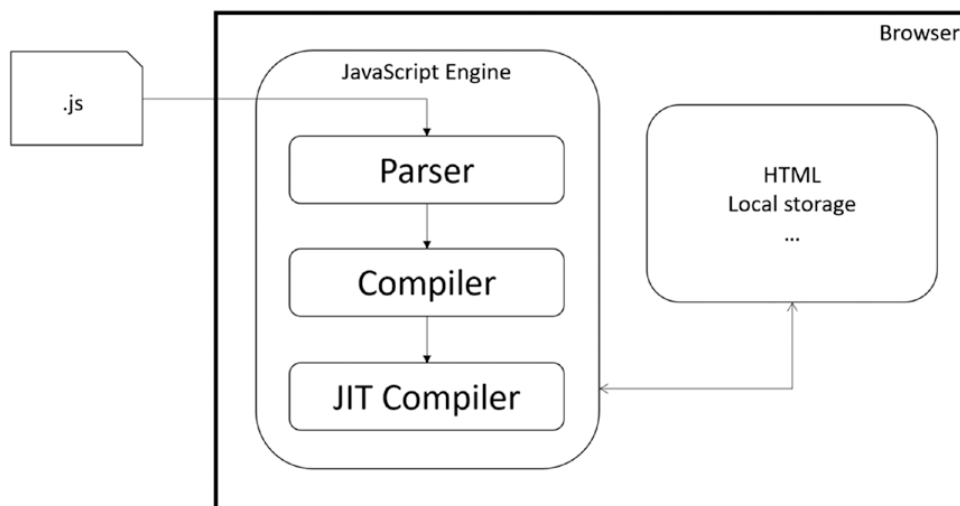 Browser
JavaScript Engine
.js
Parser
HTML
Local storage
...
Compiler
JIT Compiler